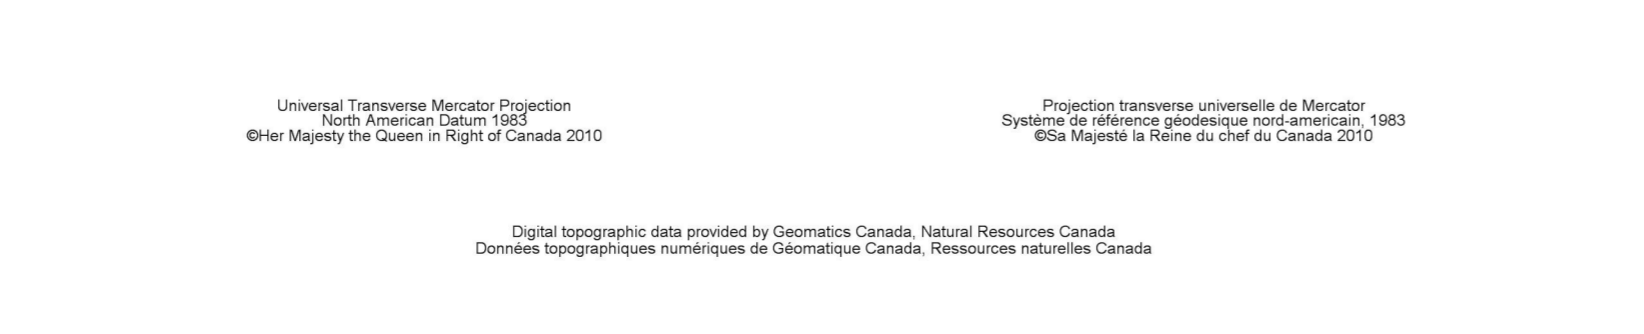 Universal Transverse Mercator Projection
North American Datum 1983
©Her Majesty the Queen in Right of Canada 2010
Projection transverse universelle de Mercator
Système de référence géodesique nord-americain, 1983
©Sa Majesté la Reine du chef du Canada 2010
Digital topographic data provided by Geomatics Canada, Natural Resources Canada
Données topographiques numériques de Géomatique Canada, Ressources naturelles Canada